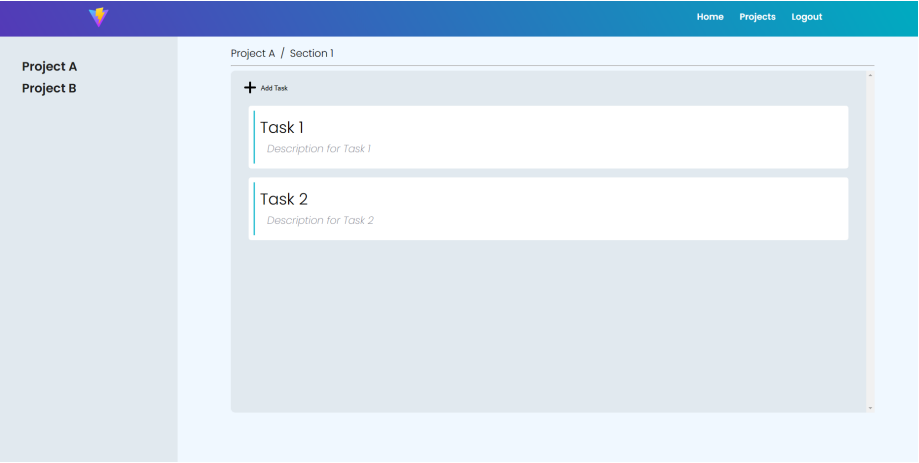 Home Projects Logout
Project A
Project B
Project A / Section 1
Add Task
Task 1
Description for Task 1
Task 2
Description for Task 2